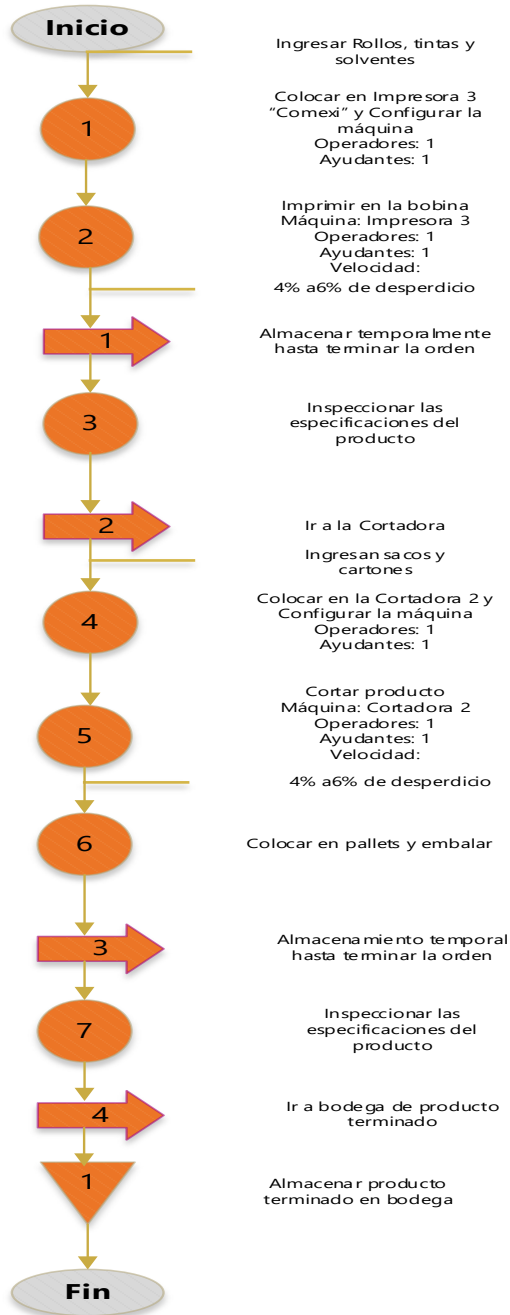 Inicio
Ingresar Rollos, tintas y
solventes
1
Colocar en Impresora 3
"Comexi" y Configurar la
máquina
Operadores: 1
Ayudantes: 1
2
Imprimir en la bobina
Máquina: Impresora 3
Operadores: 1
Ayudantes: 1
Velocidad:
4% a6% de desperdicio
1
Almacenar temporalmente
hasta terminar la orden
3
Inspeccionar las
especificaciones del
producto
2
Ir a la Cortadora
Ingresan sacos y
cartones
4
Colocar en la Cortadora 2 y
Configurar la máquina
Operadores: 1
Ayudantes: 1
5
Cortar producto
Máquina: Cortadora 2
Operadores: 1
Ayudantes: 1
Velocidad:
4% a6% de desperdicio
6
Colocar en pallets y embalar
3
Almacenamiento temporal
hasta terminar la orden
7
Inspeccionar las
especificaciones del
producto
4
Ir a bodega de producto
terminado
1
Almacenar producto
terminado en bodega
Fin